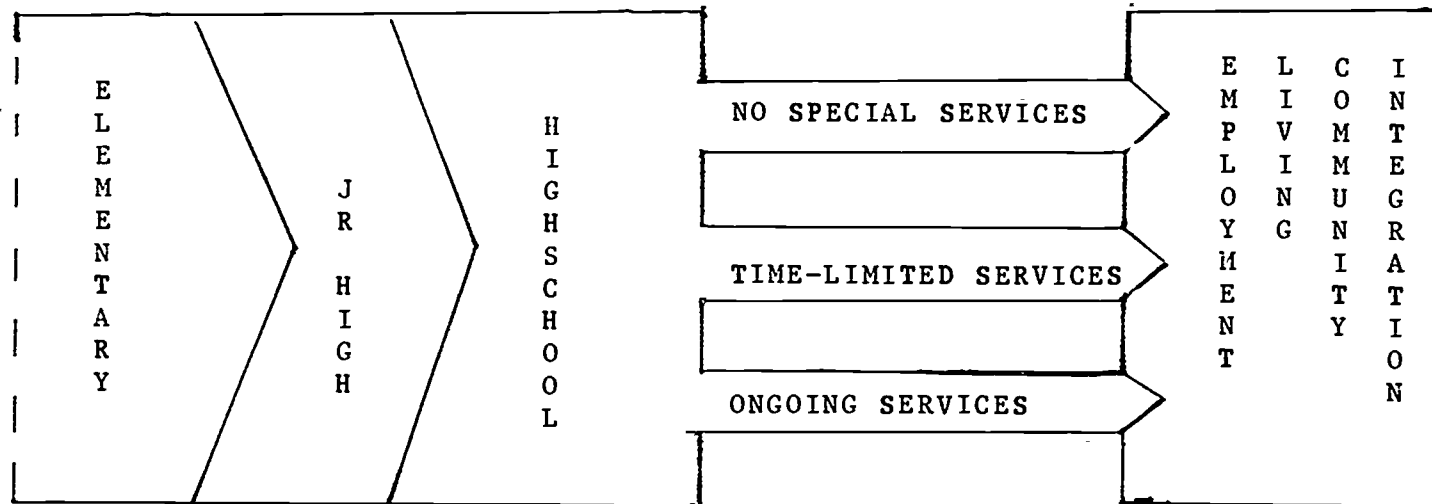 ELEMENTARY
JR HIGH
HIGHSCHOOL
NO SPECIAL SERVICES
TIME-LIMITED SERVICES
ONGOING SERVICES
EMPLOYMENT
LIVING
COMMUNITY
INTEGRATION